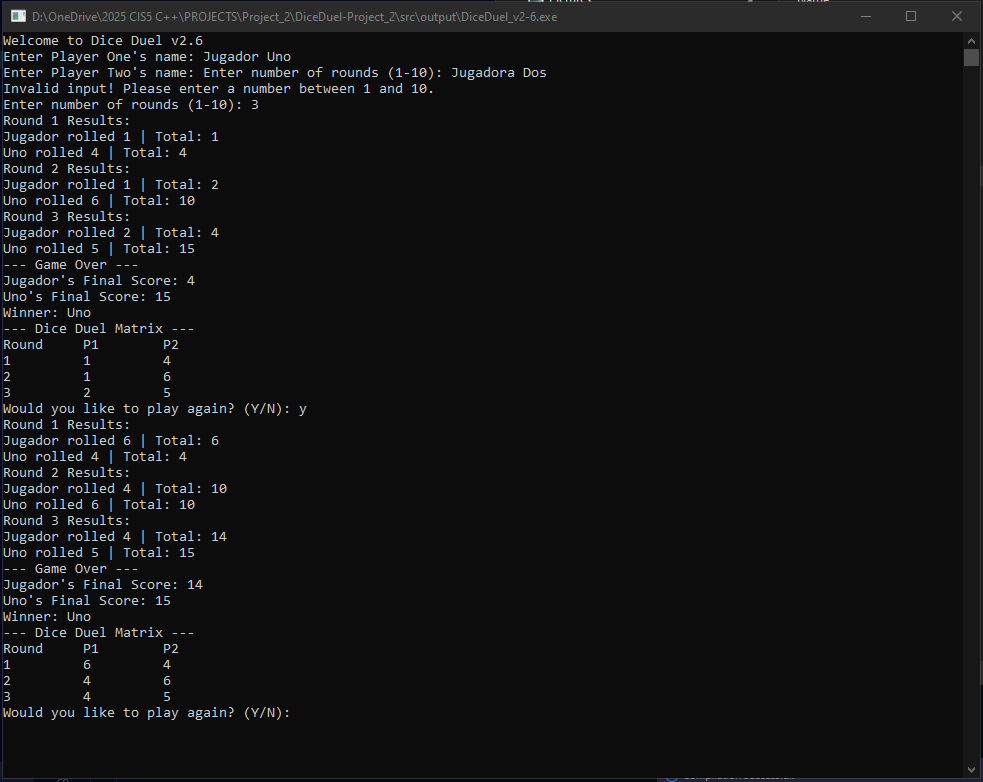 D:\OneDrive\2025 CIS5 C++\PROJECTS\Project_2\DiceDuel-Project_2\src\output\DiceDuel_v2-6.exe
Welcome to Dice Duel v2.6
Enter Player One's name: Jugador Uno
Enter Player Two's name: Enter number of rounds (1-10): Jugadora Dos
Invalid input! Please enter a number between 1 and 10.
Enter number of rounds (1-10): 3
Round 1 Results:
Jugador rolled 1 | Total: 1
Uno rolled 4 | Total: 4
Round 2 Results:
Jugador rolled 1 | Total: 2
Uno rolled 6 | Total: 10
Round 3 Results:
Jugador rolled 2 | Total: 4
Uno rolled 5 | Total: 15
--- Game Over ---
Jugador's Final Score: 4
Uno's Final Score: 15
Winner: Uno
--- Dice Duel Matrix ---
Round     P1        P2
1         1         4
2         1         6
3         2         5
Would you like to play again? (Y/N): y
Round 1 Results:
Jugador rolled 6 | Total: 6
Uno rolled 4 | Total: 4
Round 2 Results:
Jugador rolled 4 | Total: 10
Uno rolled 6 | Total: 10
Round 3 Results:
Jugador rolled 4 | Total: 14
Uno rolled 5 | Total: 15
--- Game Over ---
Jugador's Final Score: 14
Uno's Final Score: 15
Winner: Uno
--- Dice Duel Matrix ---
Round     P1        P2
1         6         4
2         4         6
3         4         5
Would you like to play again? (Y/N):